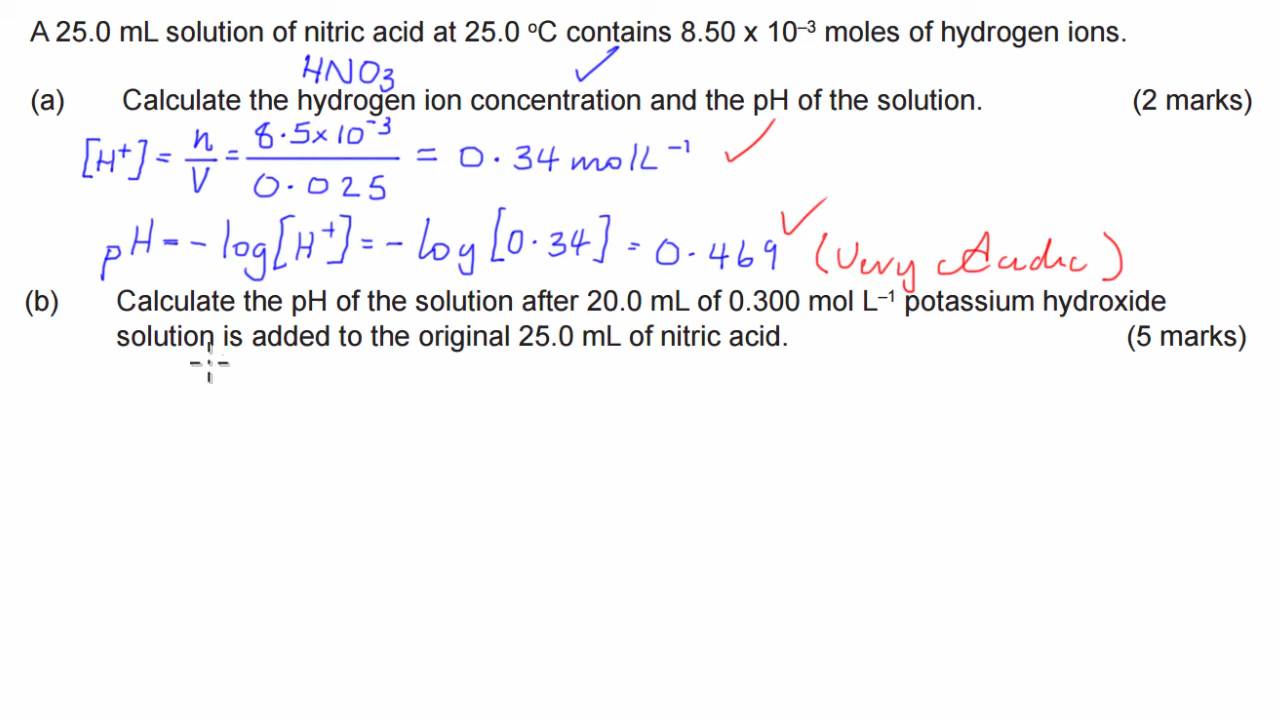 A 25.0 mL solution of nitric acid at 25.0 °C contains 8.50 x 10⁻³ moles of hydrogen ions.
HNO₃ ✓
(a) Calculate the hydrogen ion concentration and the pH of the solution. (2 marks)
[H⁺] = n/V = 8.5×10⁻³/0.025 = 0.34 molL⁻¹ ✓
pH = - log[H⁺] = - log[0.34] = 0.469 ✓ (Very Acidic)
(b) Calculate the pH of the solution after 20.0 mL of 0.300 mol L⁻¹ potassium hydroxide
solution is added to the original 25.0 mL of nitric acid. (5 marks)